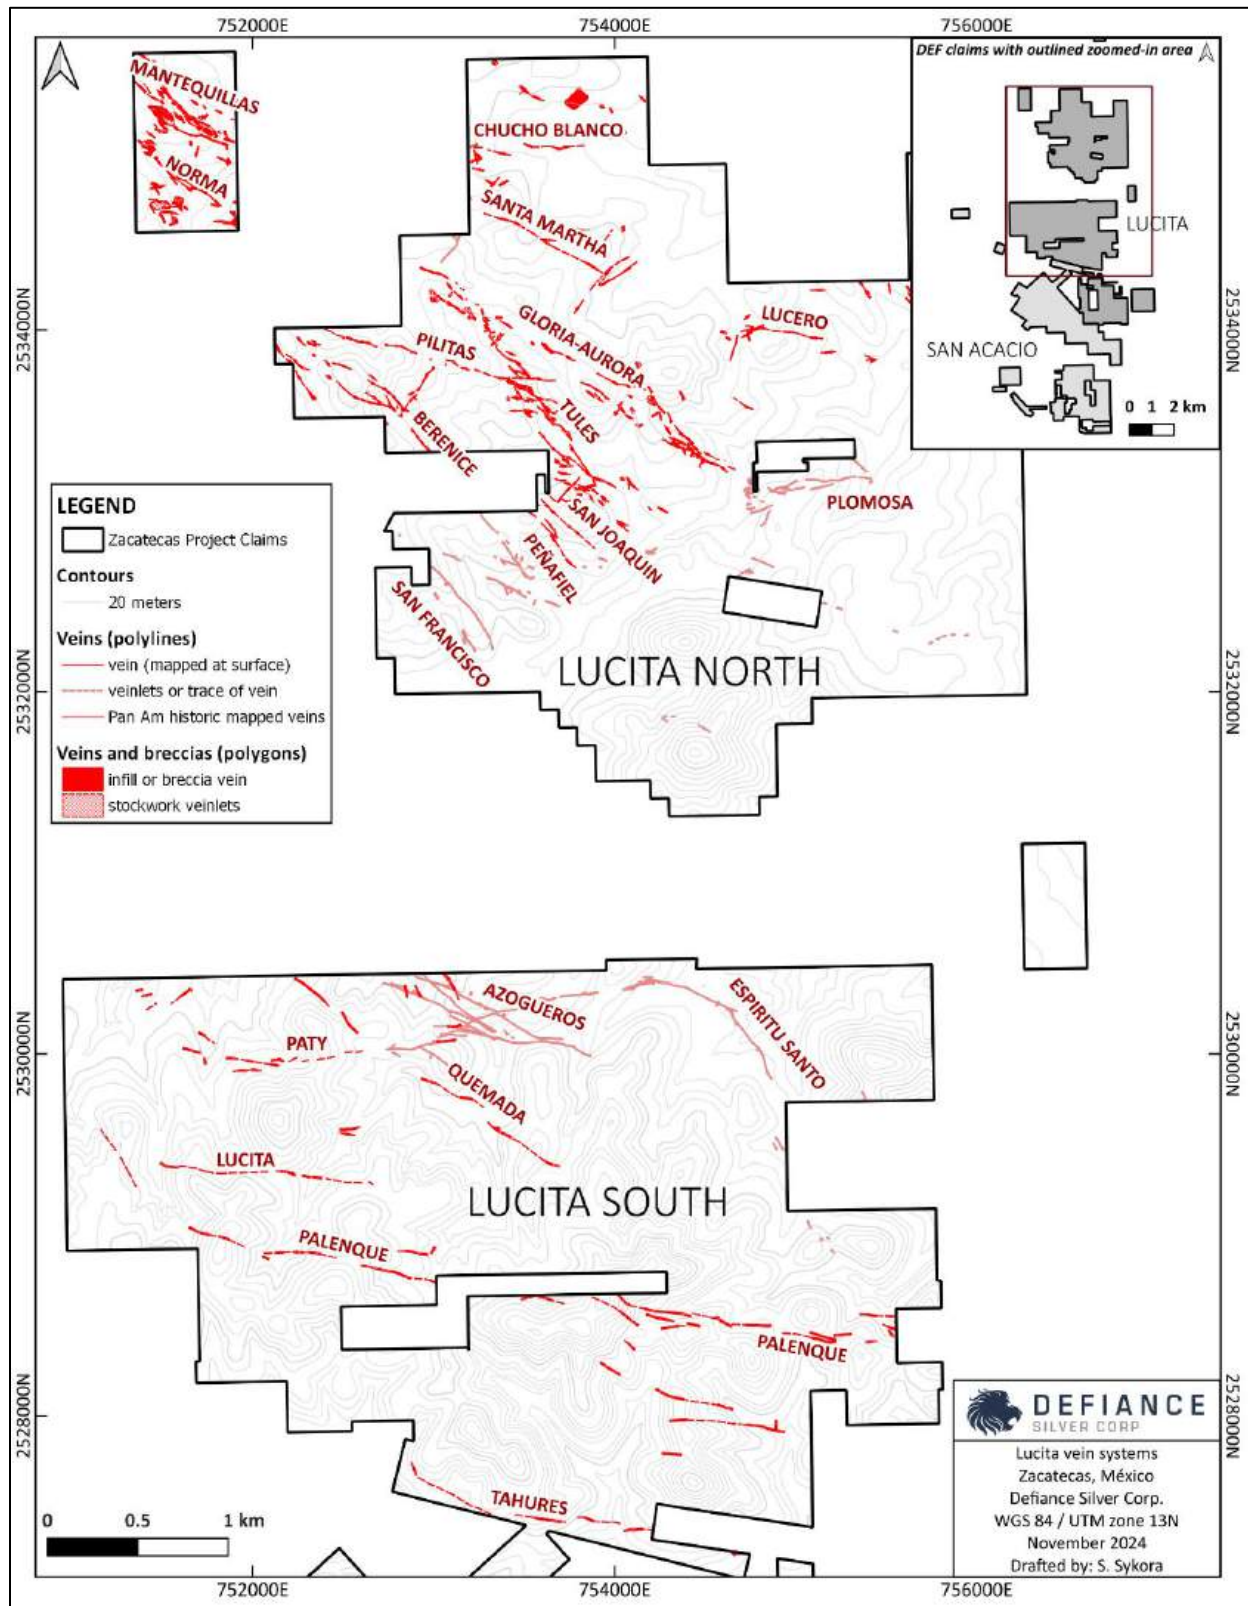 752000E
754000E
756000E
DEF claims with outlined zoomed-in area
LUCITA
SAN ACACIO
0 1 2 km
MANTEQUILLAS
NORMA
CHUCHO BLANCO
SANTA MARTHA
GLORIA-AURORA
LUCERO
PILITAS
TULES
BERENICE
SAN JOAQUIN
PLOMOSA
PEÑAFIEL
SAN FRANCISCO
LUCITA NORTH
2534000N
2534000N
2532000N
2532000N
LEGEND
Zacatecas Project Claims
Contours
20 meters
Veins (polylines)
vein (mapped at surface)
veinlets or trace of vein
Pan Am historic mapped veins
Veins and breccias (polygons)
infill or breccia vein
stockwork veinlets
AZOGUEROS
ESPIRITU SANTO
PATY
QUEMADA
LUCITA
LUCITA SOUTH
PALENQUE
PALENQUE
TAHURES
2530000N
2530000N
2528000N
2528000N
0 0.5 1 km
DEFIANCE
SILVER CORP
Lucita vein systems
Zacatecas, México
Defiance Silver Corp.
WGS 84 / UTM zone 13N
November 2024
Drafted by: S. Sykora
752000E
754000E
756000E